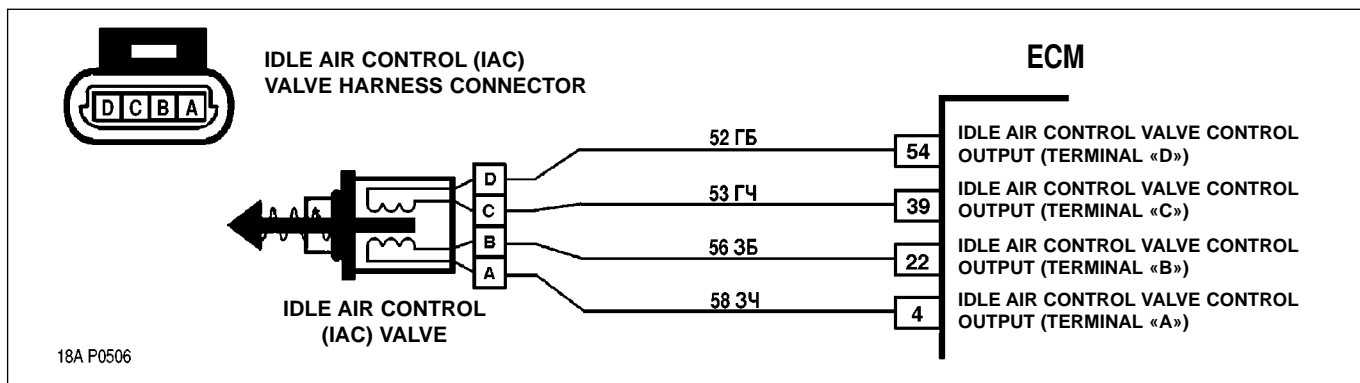 IDLE AIR CONTROL (IAC)
VALVE HARNESS CONNECTOR
D C B A
ECM
52 ГБ
54
IDLE AIR CONTROL VALVE CONTROL
OUTPUT (TERMINAL «D»)
D
53 ГЧ
39
IDLE AIR CONTROL VALVE CONTROL
OUTPUT (TERMINAL «C»)
C
56 ЗБ
22
IDLE AIR CONTROL VALVE CONTROL
OUTPUT (TERMINAL «B»)
B
58 ЗЧ
4
IDLE AIR CONTROL VALVE CONTROL
OUTPUT (TERMINAL «A»)
A
IDLE AIR CONTROL
(IAC) VALVE
18A P0506